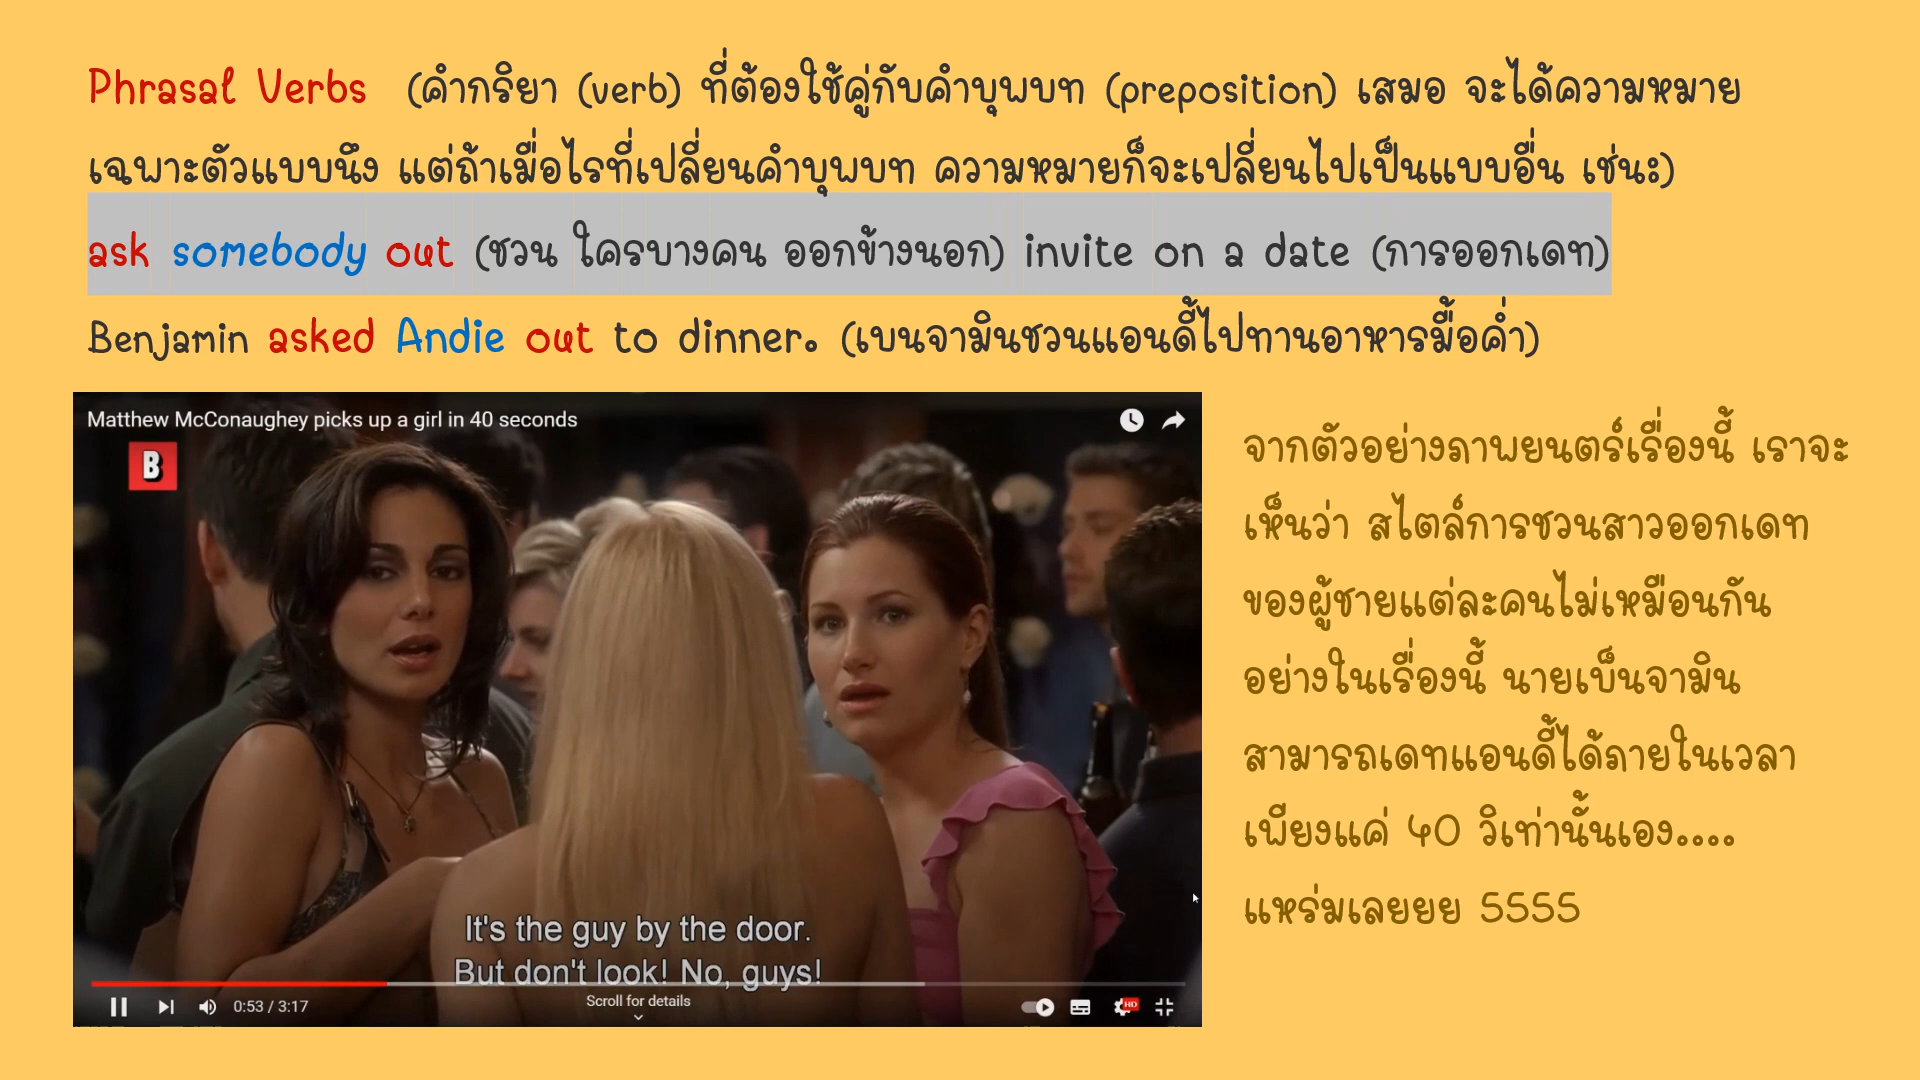 Phrasal Verbs (คำกริยา (verb) ที่ต้องใช้คู่กับคำบุพบท (preposition) เสมอ จะได้ความหมาย
เฉพาะตัวแบบนึง แต่ถ้าเมื่อไรที่เปลี่ยนคำบุพบท ความหมายก็จะเปลี่ยนไปเป็นแบบอื่น เช่น:)
ask somebody out (ชวน ใครบางคน ออกข้างนอก) invite on a date (การออกเดท)
Benjamin asked Andie out to dinner. (เบนจามินชวนแอนดี้ไปทานอาหารมื้อค่ำ)
Matthew McConaughey picks up a girl in 40 seconds
B
It's the guy by the door.
But don't look! No, guys!
Scroll for details
0:53 / 3:17
HD
จากตัวอย่างภาพยนตร์เรื่องนี้ เราจะ
เห็นว่า สไตล์การชวนสาวออกเดท
ของผู้ชายแต่ละคนไม่เหมือนกัน
อย่างในเรื่องนี้ นายเบ็นจามิน
สามารถเดทแอนดี้ได้ภายในเวลา
เพียงแค่ 40 วิเท่านั้นเอง....
แหร่มเลยยย 5555